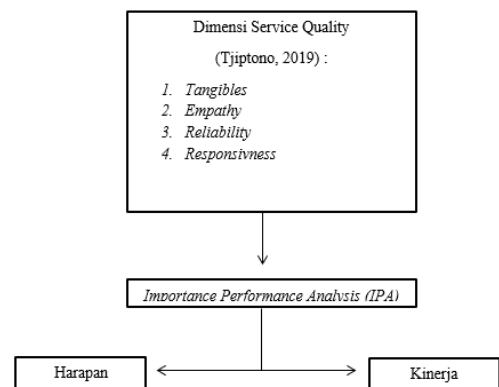 Dimensi Service Quality
(Tjiptono, 2019) :
1. Tangibles
2. Empathy
3. Reliability
4. Responsivness
Importance Performance Analysis (IPA)
Harapan
Kinerja